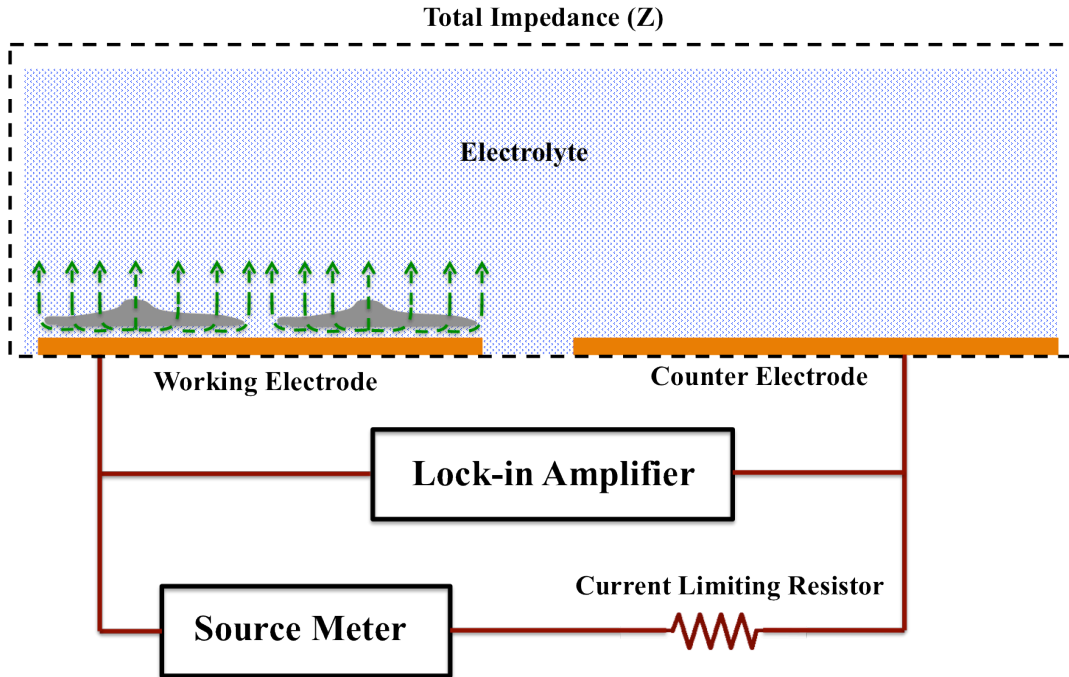 Total Impedance (Z)
Electrolyte
Working Electrode
Counter Electrode
Lock-in Amplifier
Current Limiting Resistor
Source Meter